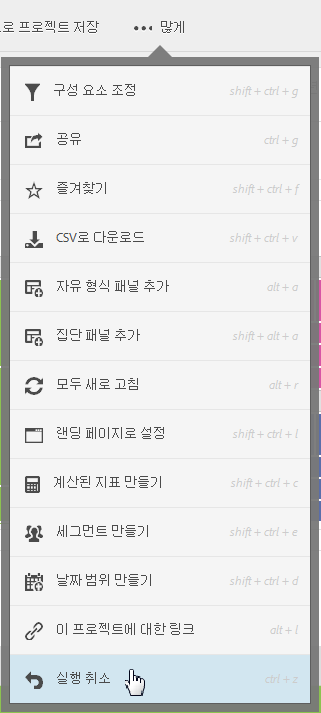 로 프로젝트 저장 ••• 많게
구성 요소 조정 shift + ctrl + g
공유 ctrl + g
즐겨찾기 shift + ctrl + f
CSV로 다운로드 shift + ctrl + v
자유 형식 패널 추가 alt + a
집단 패널 추가 shift + alt + a
모두 새로 고침 alt + r
랜딩 페이지로 설정 shift + ctrl + l
계산된 지표 만들기 shift + ctrl + c
세그먼트 만들기 shift + ctrl + e
날짜 범위 만들기 shift + ctrl + d
이 프로젝트에 대한 링크 alt + l
실행 취소 ctrl + z